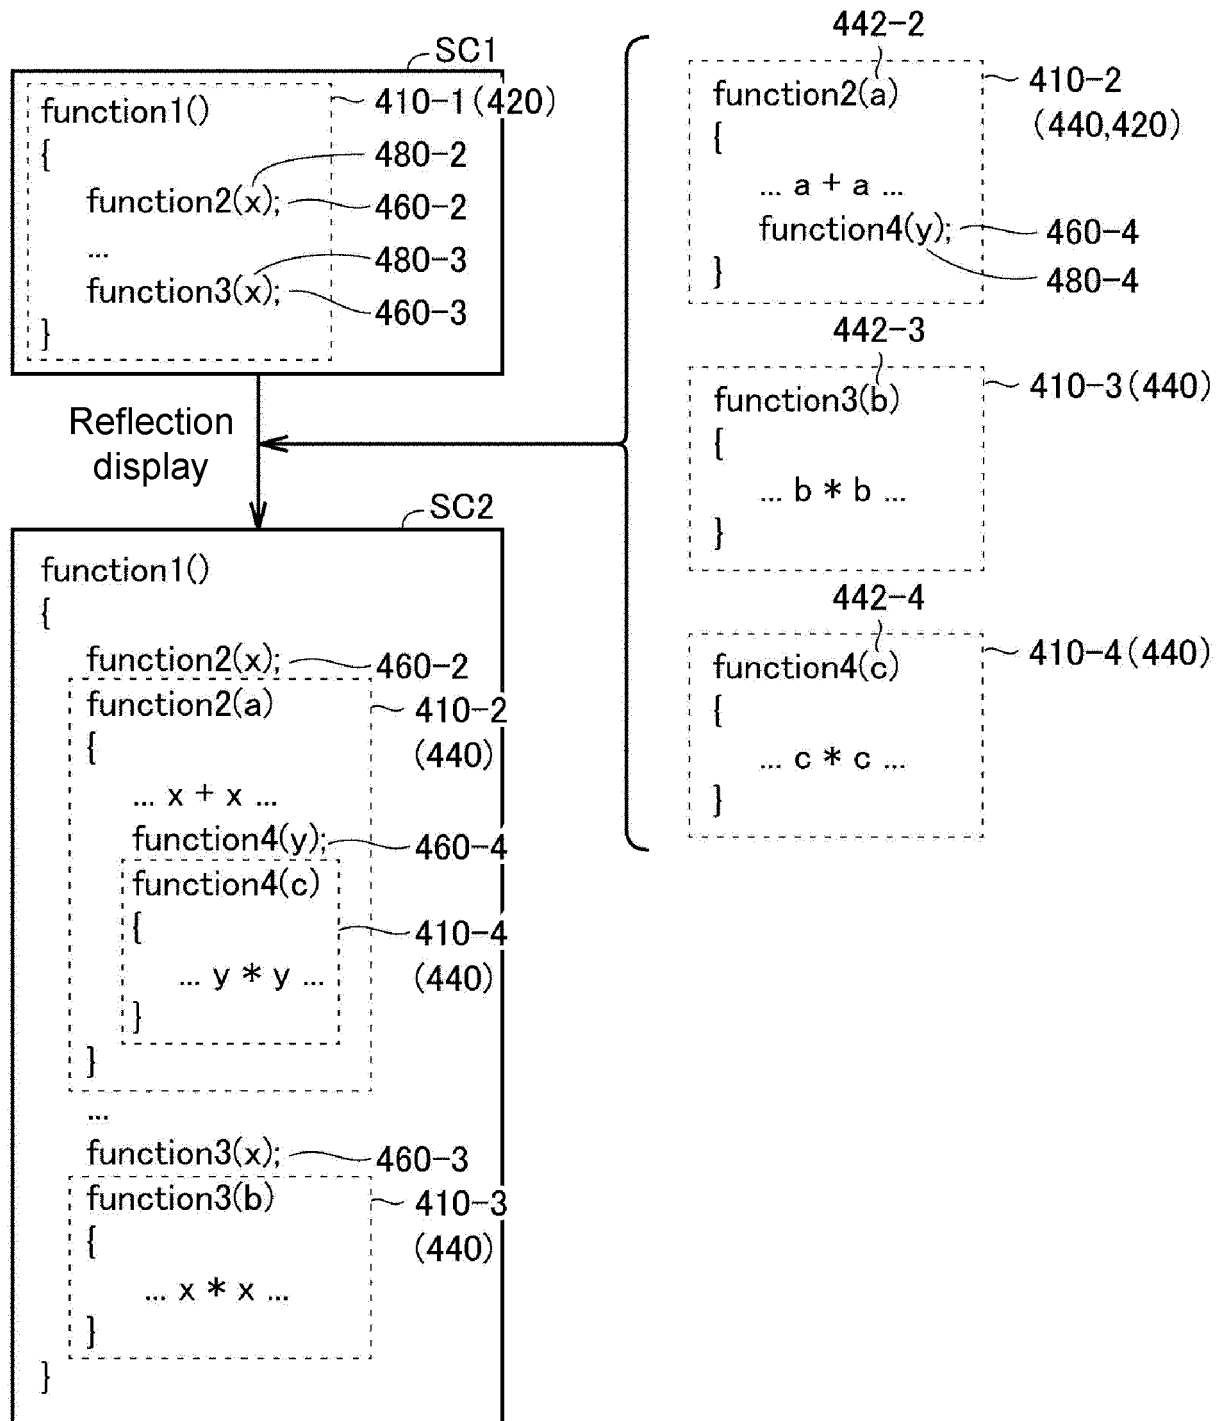 SC1
function1() 410-1(420)
{ 480-2
function2(x); 460-2
... 480-3
function3(x); 460-3
}
Reflection
display
442-2
function2(a) 410-2
{ (440,420)
... a + a ...
function4(y); 460-4
} 480-4
442-3
function3(b) 410-3(440)
{
... b * b ...
}
442-4
function4(c) 410-4(440)
{
... c * c ...
}
SC2
function1()
{
function2(x); 460-2
function2(a) 410-2
{ (440)
... x + x ...
function4(y); 460-4
function4(c)
{ 410-4
... y * y ... (440)
}
}
...
function3(x); 460-3
function3(b) 410-3
{ (440)
... x * x ...
}
}